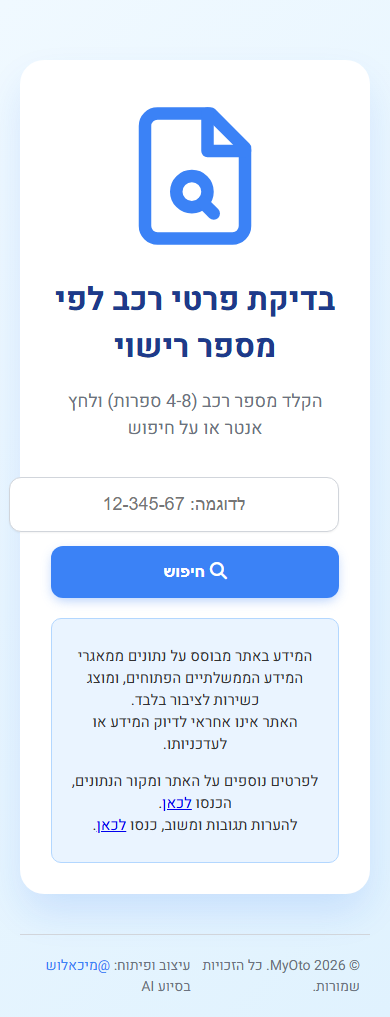 בדיקת פרטי רכב לפי
מספר רישוי
הקלד מספר רכב (4-8 ספרות) ולחץ
אנטר או על חיפוש
לדוגמה: 12-345-67
חיפוש
המידע באתר מבוסס על נתונים ממאגרי
המידע הממשלתיים הפתוחים, ומוצג
כשירות לציבור בלבד.
האתר אינו אחראי לדיוק המידע או
לעדכניותו.
לפרטים נוספים על האתר ומקור הנתונים,
הכנסו לכאן.
להערות תגובות ומשוב, כנסו לכאן.
© 2026 MyOto. כל הזכויות
שמורות.
עיצוב ופיתוח: @מיכאלוש
בסיוע AI